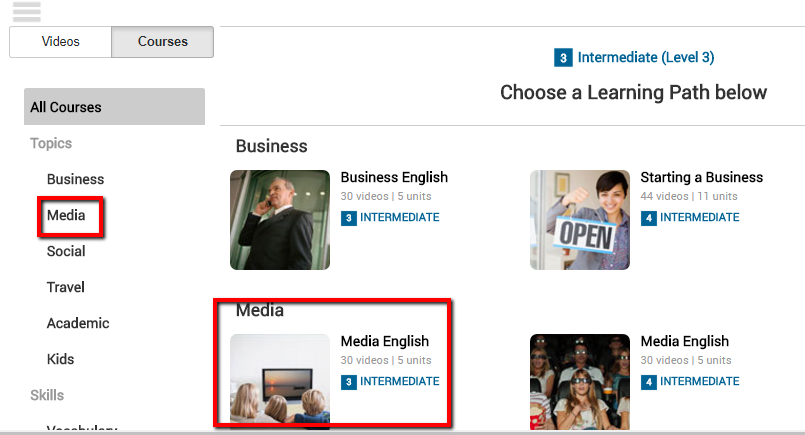 Videos
Courses
3 Intermediate (Level 3)
Choose a Learning Path below
All Courses
Topics
Business
Media
Social
Travel
Academic
Kids
Skills
Vocabulary
Business
Business English
30 videos | 5 units
3 INTERMEDIATE
Starting a Business
44 videos | 11 units
4 INTERMEDIATE
OPEN
Media
Media English
30 videos | 5 units
3 INTERMEDIATE
Media English
30 videos | 5 units
4 INTERMEDIATE